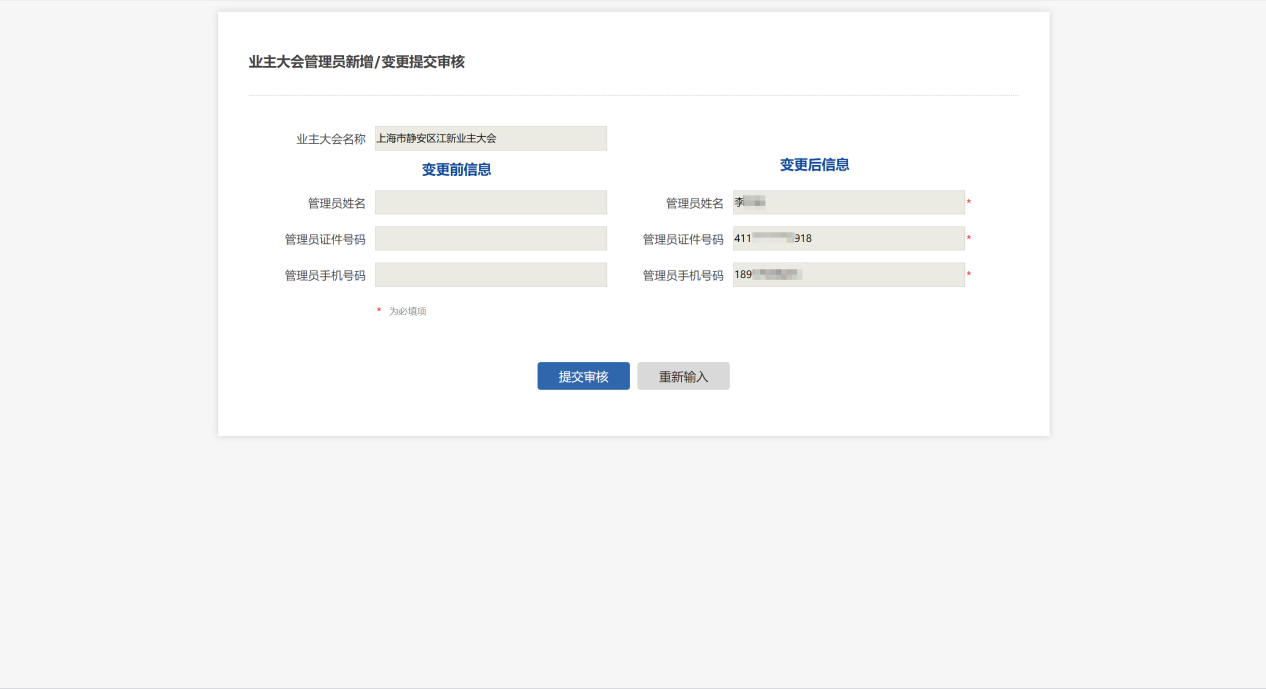 业主大会管理员新增/变更提交审核
业主大会名称 上海市静安区江新业主大会
变更前信息 变更后信息
管理员姓名 管理员姓名 李 *
管理员证件号码 管理员证件号码 411 918 *
管理员手机号码 管理员手机号码 189 *
* 为必填项
提交审核 重新输入